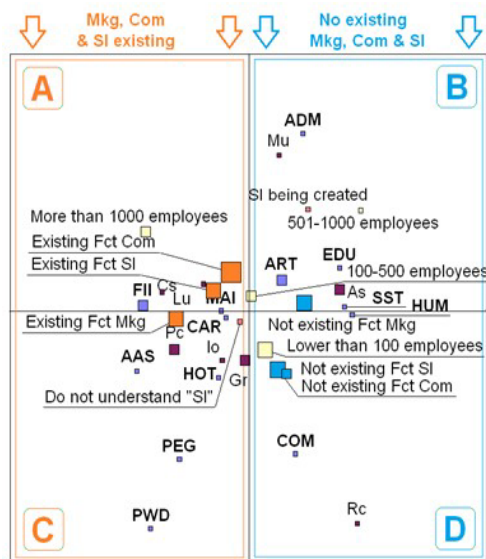 Mkg, Com
& SI existing
No existing
Mkg, Com & SI
A
B
ADM
Mu
SI being created
501-1000 employees
More than 1000 employees
Existing Fct Com
Existing Fct SI
ART
EDU
100-500 employees
Cs
FII
Lu
MAI
As
SST
HUM
Existing Fct Mkg
CAR
Not existing Fct Mkg
Pc
Lower than 100 employees
AAS
Io
HOT
Gr
Not existing Fct SI
Not existing Fct Com
Do not understand "SI"
PEG
COM
PWD
Rc
C
D